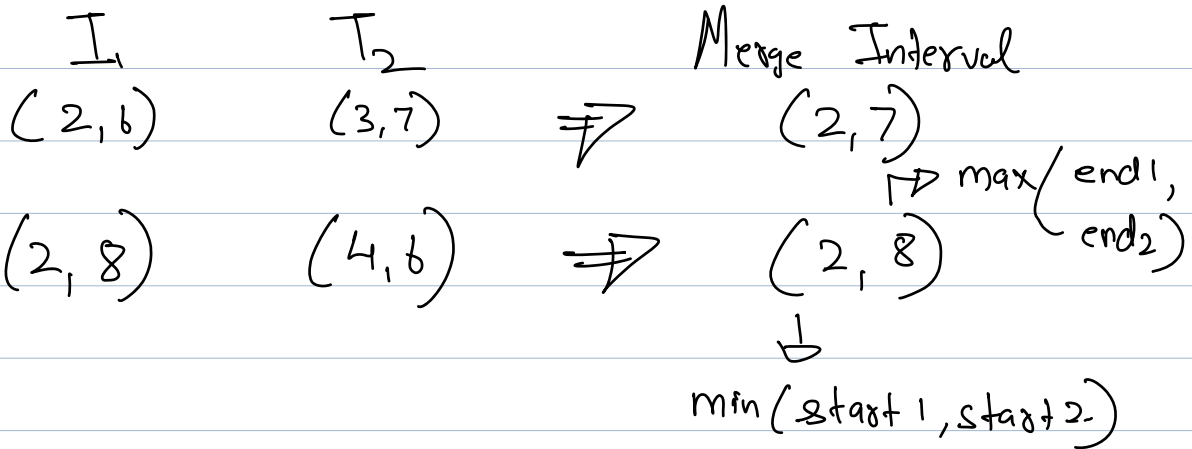 I1 I2 Merge Interval
(2,6) (3,7) ⇒ (2,7)
max(end1,
end2)
(2,8) (4,6) ⇒ (2,8)
min(start1,start2)